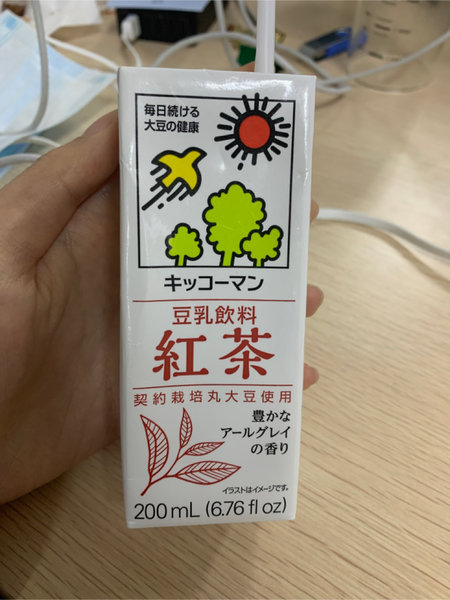 毎日続ける
大豆の健康
キッコーマン
豆乳飲料
紅茶
契約栽培丸大豆使用
豊かな
アールグレイ
の香り
イラストはイメージです。
200 mL (6.76 fl oz)